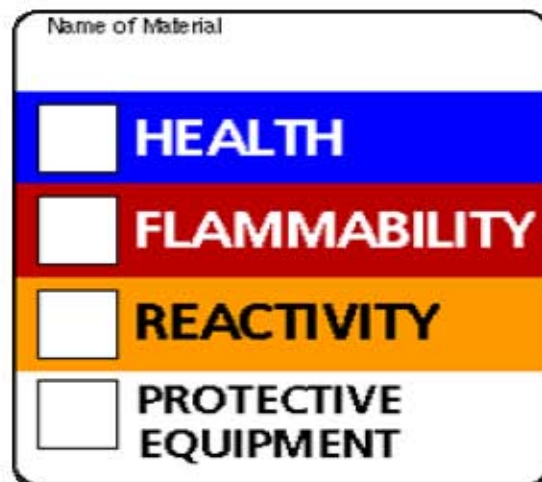 Name of Material
HEALTH
FLAMMABILITY
REACTIVITY
PROTECTIVE
EQUIPMENT